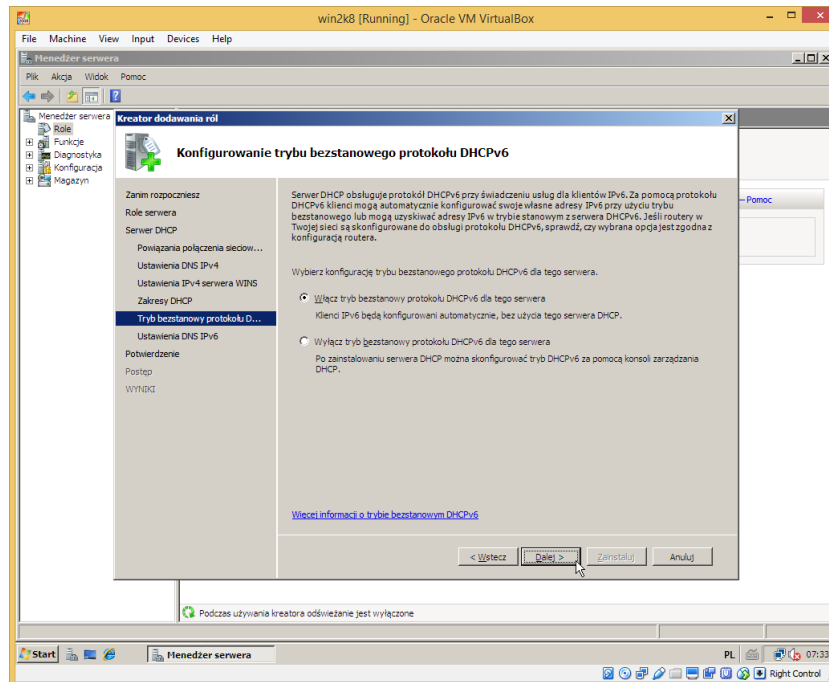 win2k8 [Running] - Oracle VM VirtualBox
File Machine View Input Devices Help
Menedżer serwera
Plik Akcja Widok Pomoc
Menedżer serwera
Role
Funkcje
Diagnostyka
Konfiguracja
Magazyn
Kreator dodawania ról
Konfigurowanie trybu bezstanowego protokołu DHCPv6
Zanim rozpoczniesz
Role serwera
Serwer DHCP
Powiązania połączenia sieciow...
Ustawienia DNS IPv4
Ustawienia IPv4 serwera WINS
Zakresy DHCP
Tryb bezstanowy protokołu D...
Ustawienia DNS IPv6
Potwierdzenie
Postęp
WYNIKI
Serwer DHCP obsługuje protokół DHCPv6 przy świadczeniu usług dla klientów IPv6. Za pomocą protokołu
DHCPv6 klienci mogą automatycznie konfigurować swoje własne adresy IPv6 przy użyciu trybu
bezstanowego lub mogą uzyskiwać adresy IPv6 w trybie stanowym z serwera DHCPv6. Jeśli routery w
Twojej sieci są skonfigurowane do obsługi protokołu DHCPv6, sprawdź, czy wybrana opcja jest zgodna z
konfiguracją routera.
Wybierz konfigurację trybu bezstanowego protokołu DHCPv6 dla tego serwera.
Włącz tryb bezstanowy protokołu DHCPv6 dla tego serwera
Klienci IPv6 będą konfigurowani automatycznie, bez użycia tego serwera DHCP.
Wyłącz tryb bezstanowy protokołu DHCPv6 dla tego serwera
Po zainstalowaniu serwera DHCP można skonfigurować tryb DHCPv6 za pomocą konsoli zarządzania
DHCP.
Więcej informacji o trybie bezstanowym DHCPv6
< Wstecz Dalej > Zainstaluj Anuluj
Pomoc
Podczas używania kreatora odświeżanie jest wyłączone
Start Menedżer serwera PL 07:33
Right Control